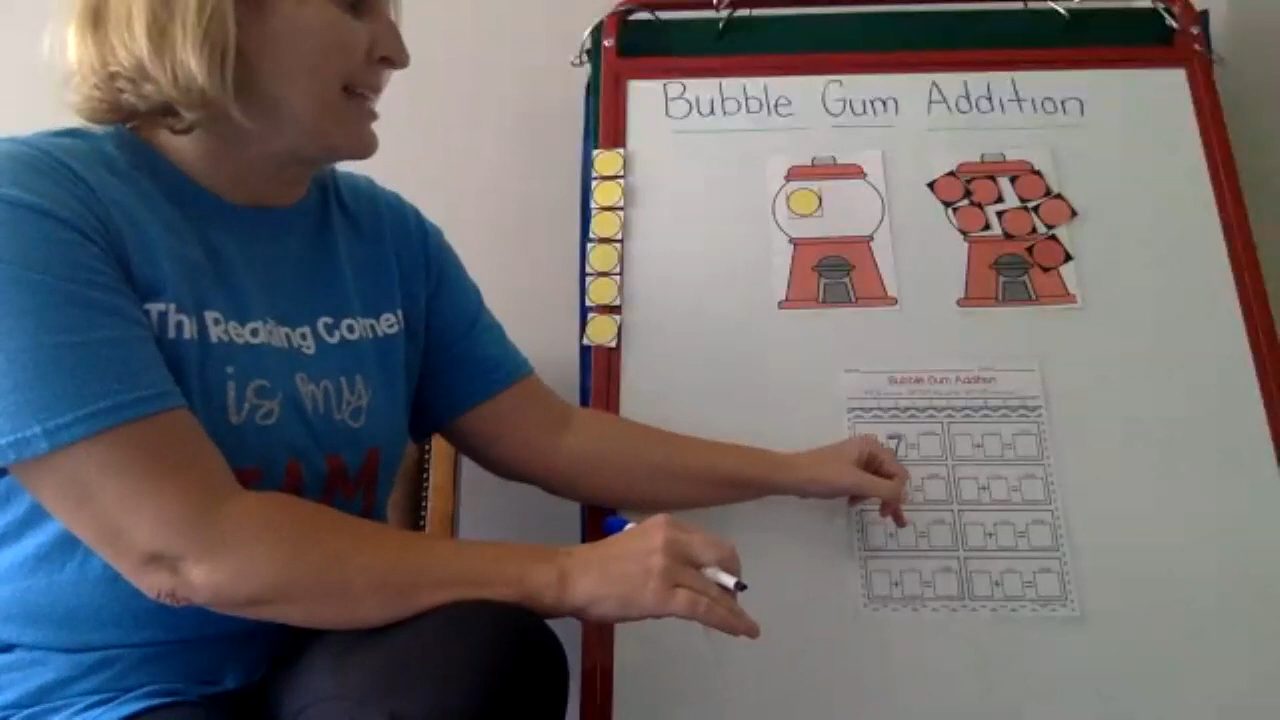 Bubble Gum Addition
The Reading Corner
is my
Bubble Gum Addition
7